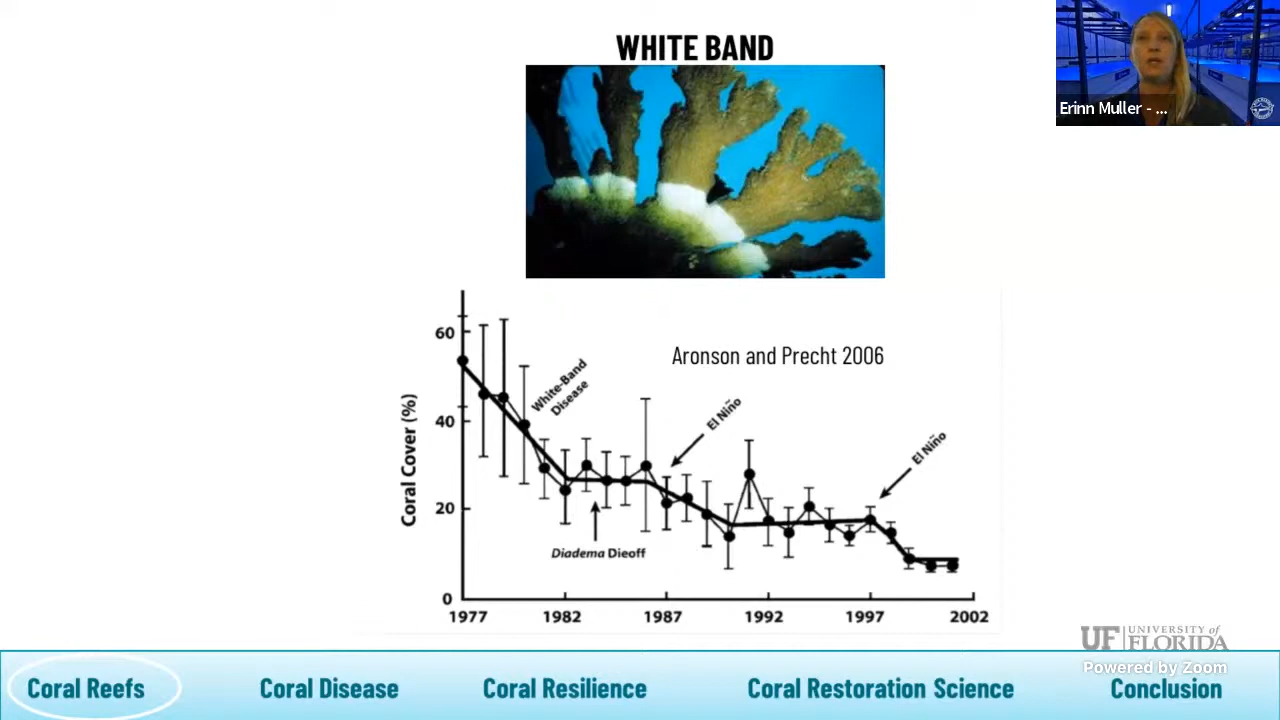 WHITE BAND
Erinn Muller - ...
Aronson and Precht 2006
Coral Cover (%)
60
40
20
0
White-Band
Disease
El Niño
El Niño
Diadema Dieoff
1977
1982
1987
1992
1997
2002
UF UNIVERSITY of
FLORIDA
Powered by Zoom
Coral Reefs
Coral Disease
Coral Resilience
Coral Restoration Science
Conclusion